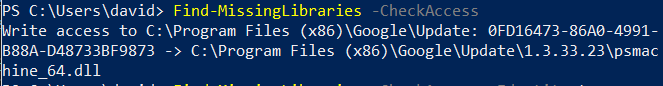 PS C:\Users\david> Find-MissingLibraries -CheckAccess
Write access to C:\Program Files (x86)\Google\Update: 0FD16473-86A0-4991-
B88A-D48733BF9873 -> C:\Program Files (x86)\Google\Update\1.3.33.23\psmac
hine_64.dll